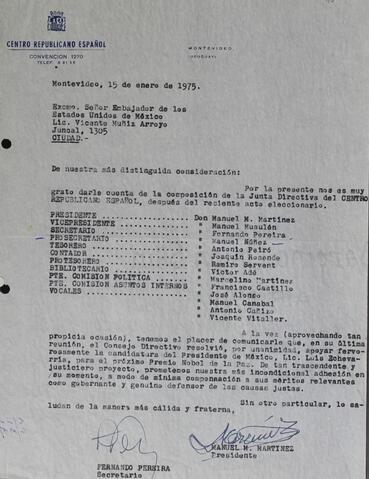 CENTRO REPUBLICANO ESPAÑOL
CONVENCION 1270
MONTEVIDEO
URUGUAY
Montevideo, 15 de enero de 1975.
Excmo. Señor Embajador de los
Estados Unidos de México
Lic. Vicente Muñiz Arroyo
Juncal, 1305
CIUDAD.-
De nuestra más distinguida consideración:
Por la presente nos es muy
grato darle cuenta de la composición de la Junta Directiva del CENTRO
REPUBLICANO ESPAÑOL, después del reciente acto eleccionario.
PRESIDENTE .................. Don Manuel M. Martinez
VICEPRESIDENTE .............. " Manuel Musulén
SECRETARIO .................. " Fernando Pereira
PROSECRETARIO ............... " Manuel Núñez
TESORERO .................... " Antonio Pairó
CONTADOR .................... " Joaquin Rosende
PROTESORERO ................. " Ramiro Servent
BIBLIOTECARIO ............... " Victor Adé
PTE. COMISION POLITICA ...... " Marcelino Martinez
PTE. COMISION ASUNTOS INTERNOS " Francisco Castillo
VOCALES ..................... " José Alonso
" Manuel Canabal
" Antonio Cañizo
" Vicente Vitaller.
A la vez (aprovechando tan
propicia ocasión), tenemos el placer de comunicarle que, en su última
reunión, el Consejo Directivo resolvió, por unanimidad, apoyar fervo-
rosamente la candidatura del Presidente de México, Lic. Luis Echeva-
rria, para el próximo Premio Nobel de la Paz. De tan trascendente y
justiciero proyecto, prometemos nuestra más incondicional adhesión en
su momento, a modo de mínima compensación a sus méritos relevantes
como gobernante y genuino defensor de las causas justas.
Sin otro particular, lo sa-
ludan de la manera más cálida y fraterna,
MANUEL M. MARTINEZ
Presidente
FERNANDO PEREIRA
Secretario